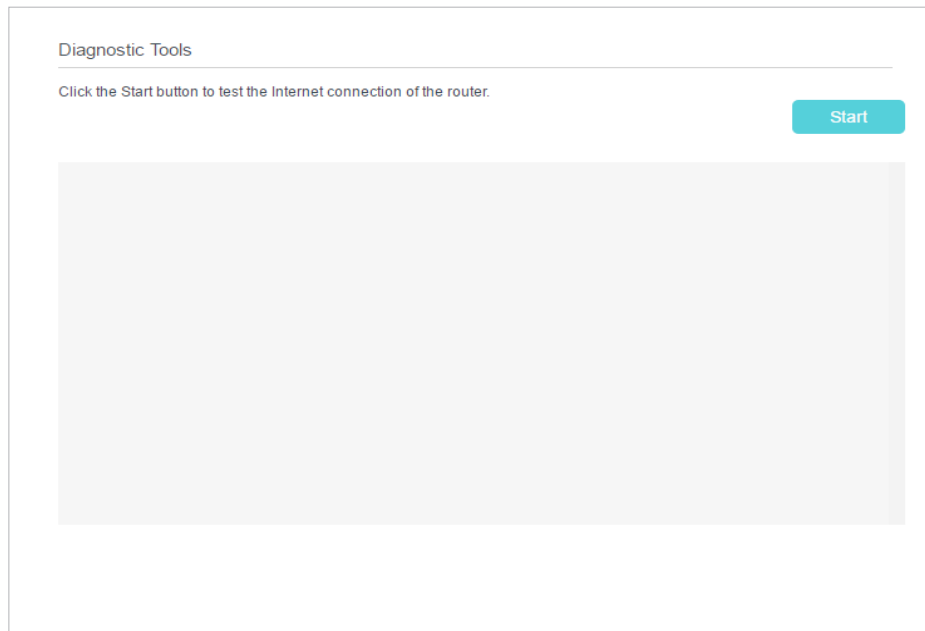 Diagnostic Tools
Click the Start button to test the Internet connection of the router.
Start